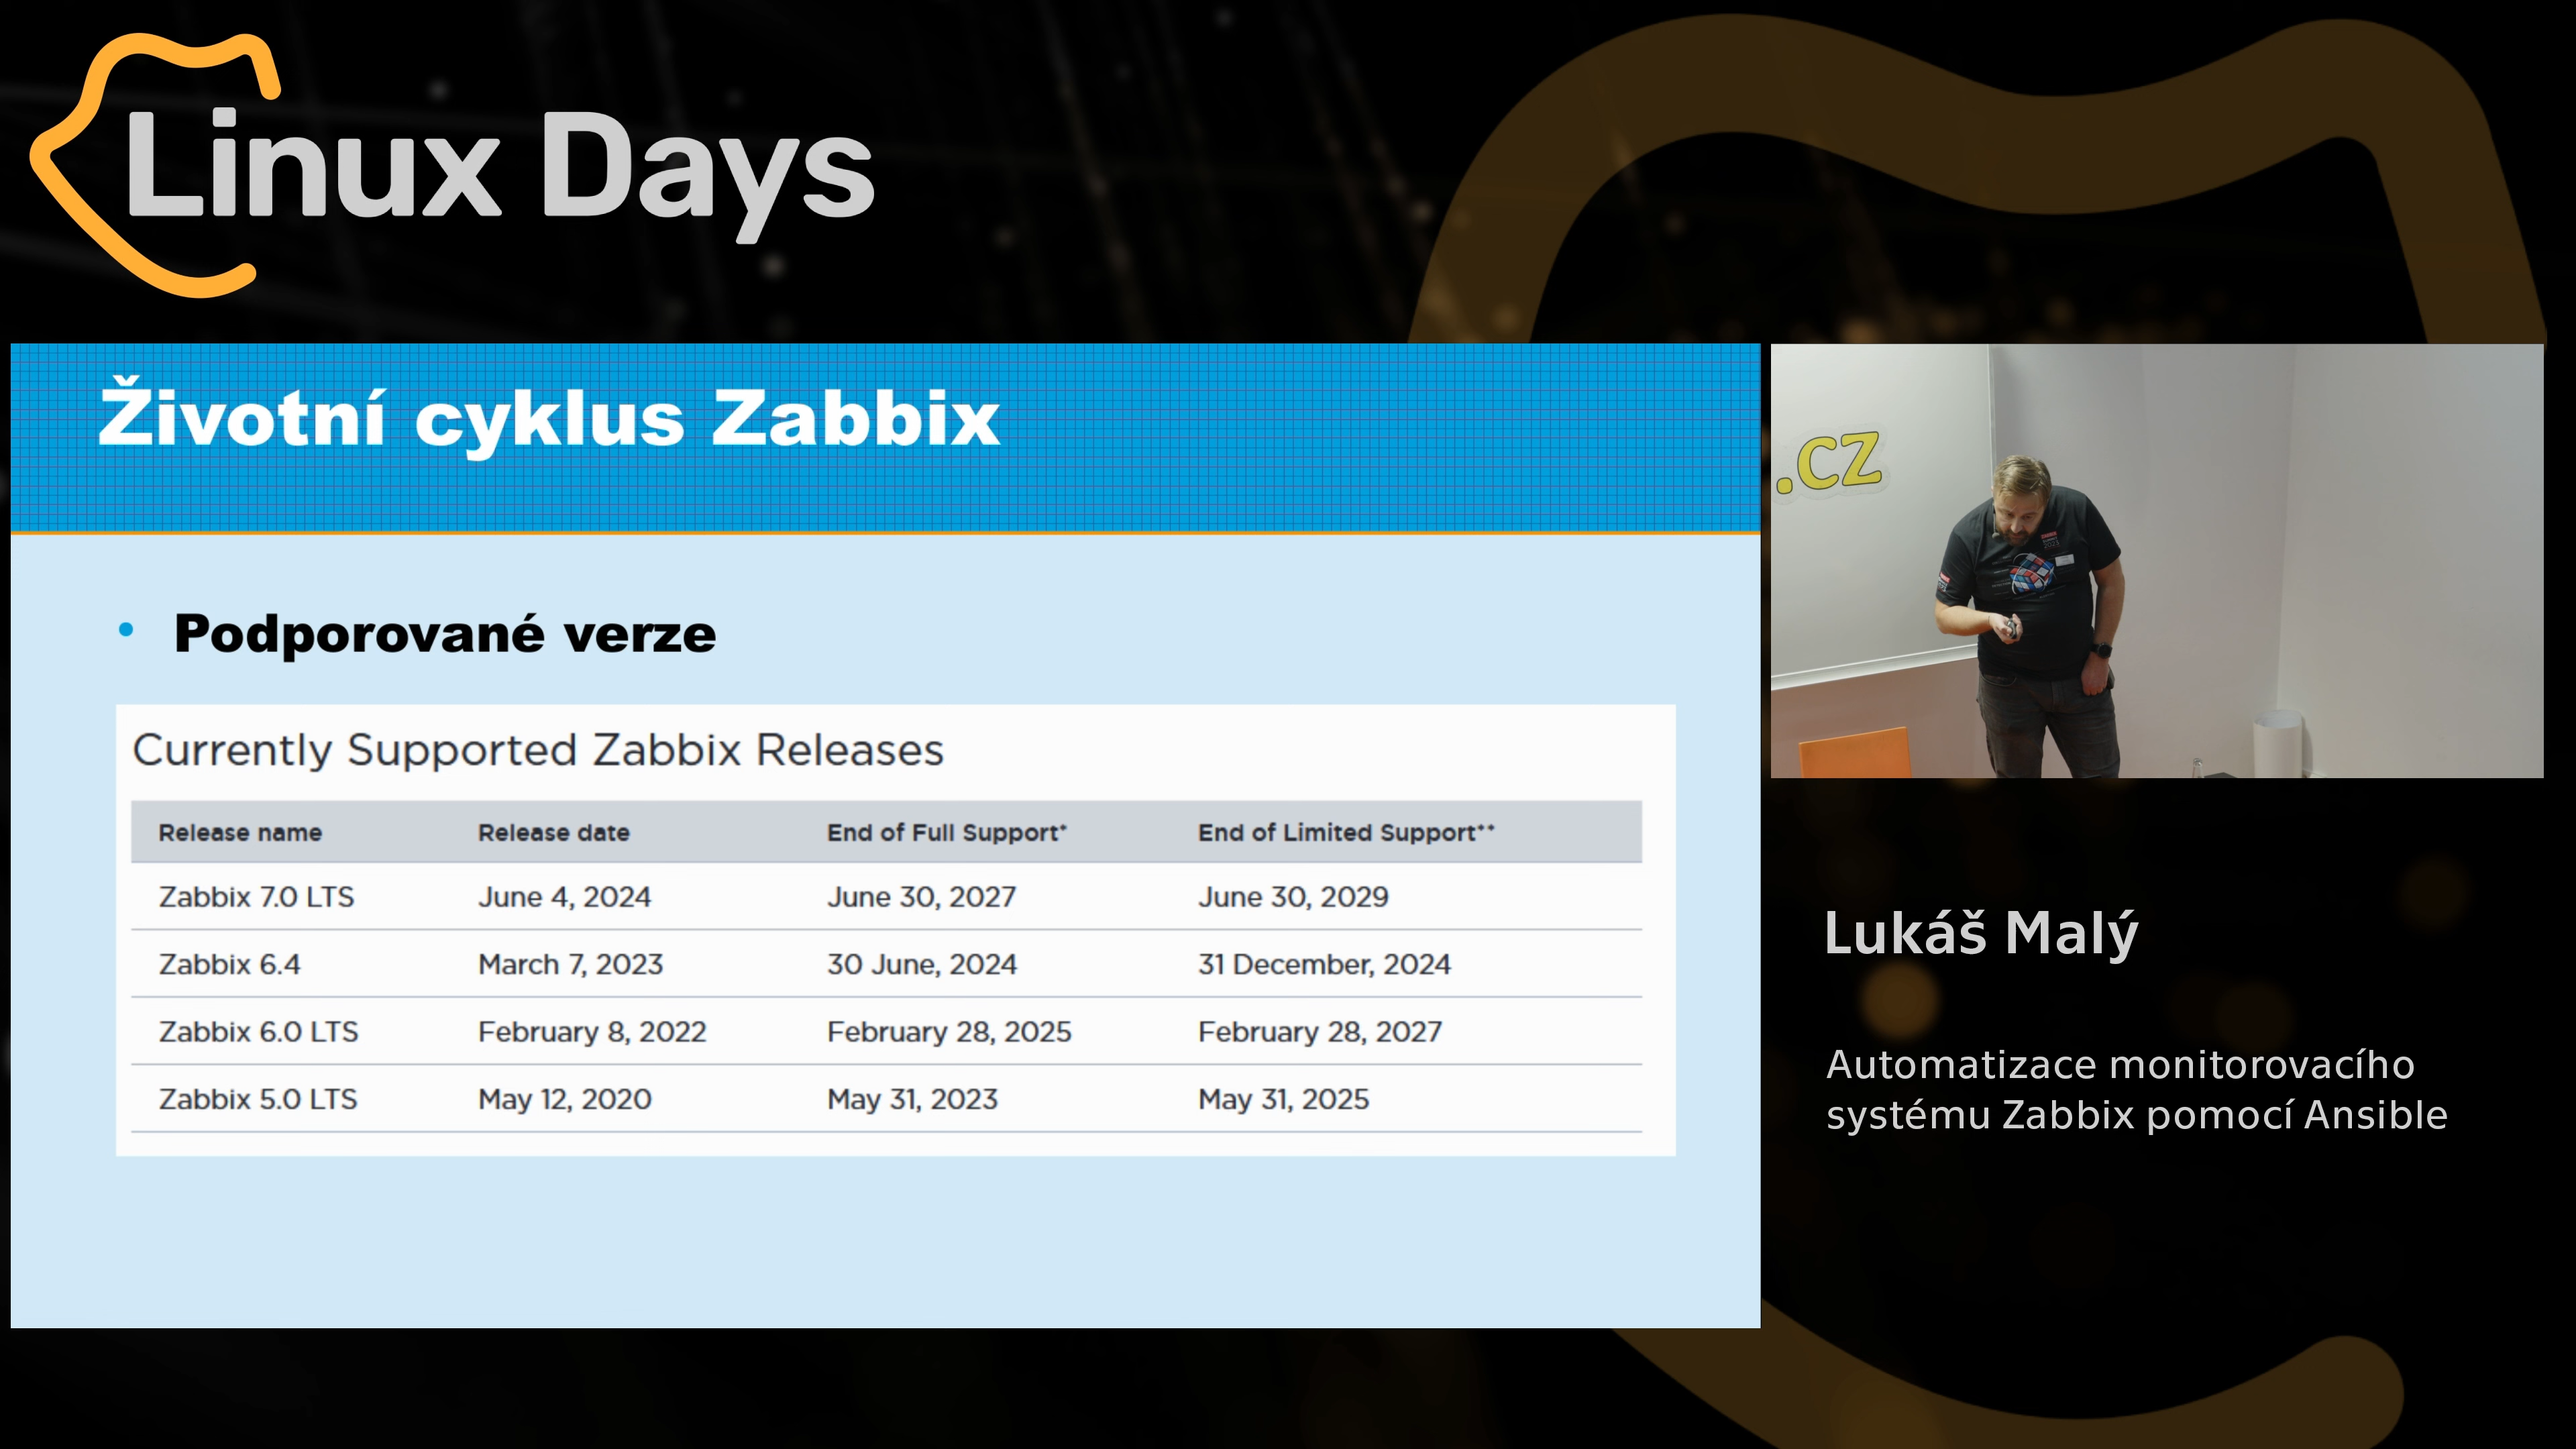 Linux Days
Životní cyklus Zabbix
• Podporované verze
Currently Supported Zabbix Releases
Release name Release date End of Full Support* End of Limited Support**
Zabbix 7.0 LTS June 4, 2024 June 30, 2027 June 30, 2029
Zabbix 6.4 March 7, 2023 30 June, 2024 31 December, 2024
Zabbix 6.0 LTS February 8, 2022 February 28, 2025 February 28, 2027
Zabbix 5.0 LTS May 12, 2020 May 31, 2023 May 31, 2025
.CZ
Lukáš Malý
Automatizace monitorovacího
systému Zabbix pomocí Ansible